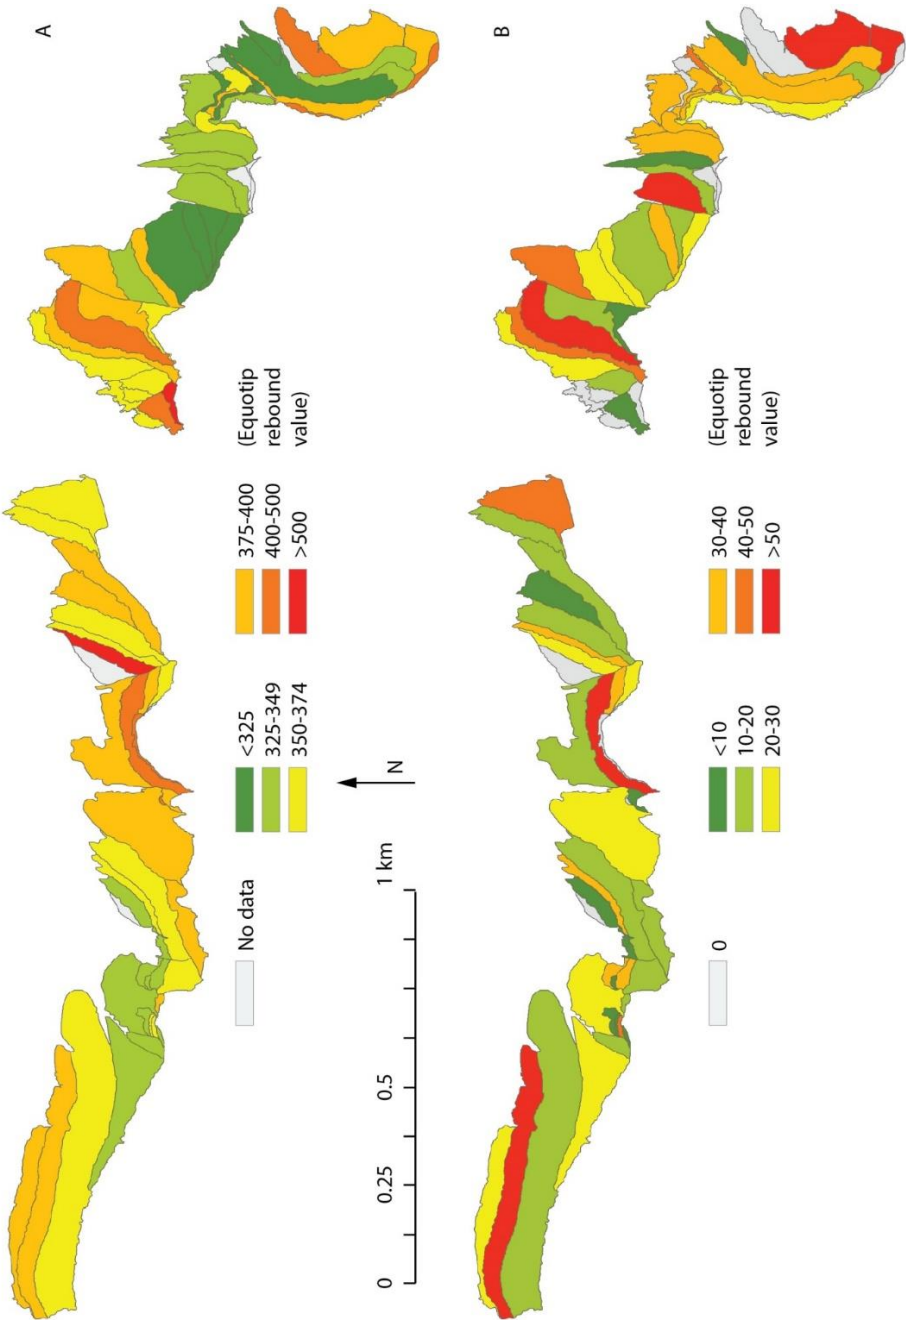 A
No data
<325
325-349
350-374
375-400
400-500
>500
(Equotip
rebound
value)
0
0.25
0.5
1 km
N
B
0
<10
10-20
20-30
30-40
40-50
>50
(Equotip
rebound
value)